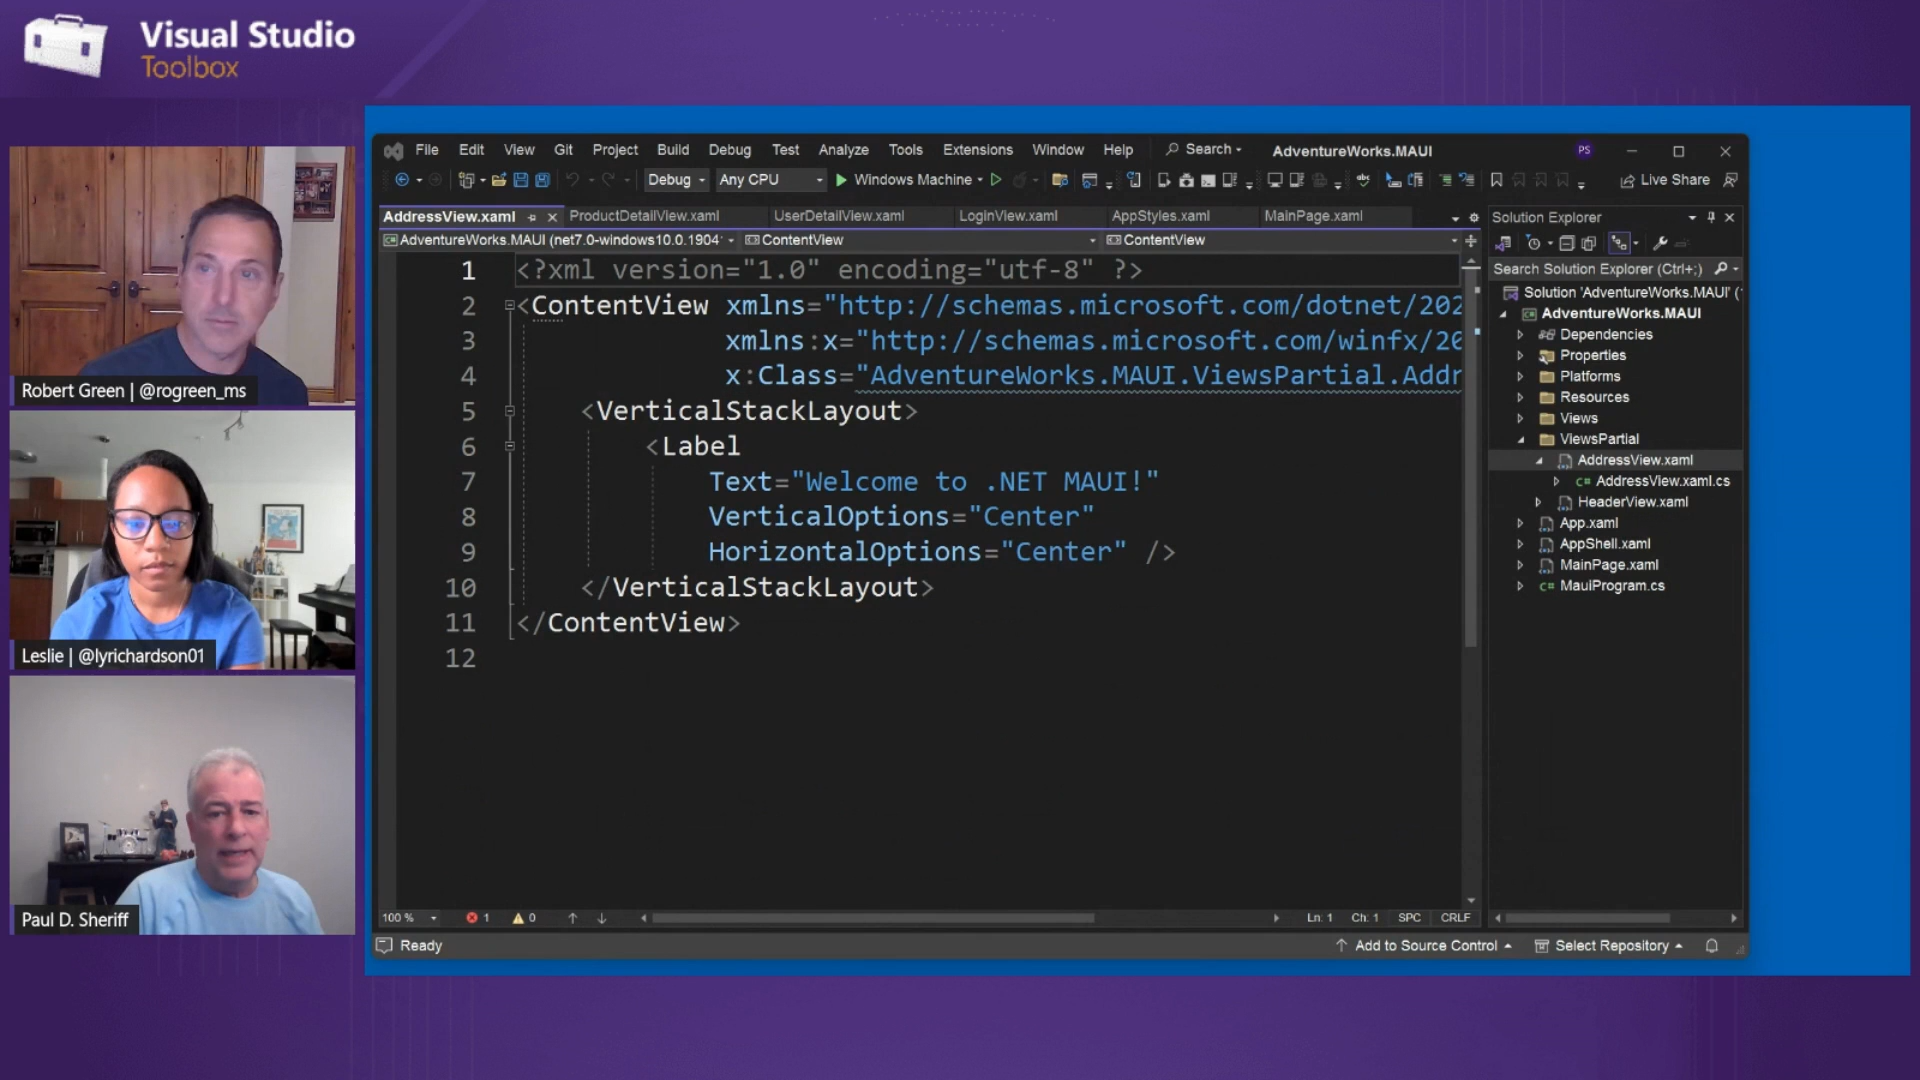 Visual Studio
Toolbox
Robert Green | @rogreen_ms
Leslie | @lyrichardson01
Paul D. Sheriff
File Edit View Git Project Build Debug Test Analyze Tools Extensions Window Help Search AdventureWorks.MAUI PS
Debug Any CPU Windows Machine Live Share
AddressView.xaml ProductDetailView.xaml UserDetailView.xaml LoginView.xaml AppStyles.xaml MainPage.xaml
AdventureWorks.MAUI (net7.0-windows10.0.1904 ContentView ContentView
1 <?xml version="1.0" encoding="utf-8" ?>
2 <ContentView xmlns="http://schemas.microsoft.com/dotnet/202
3 xmlns:x="http://schemas.microsoft.com/winfx/20
4 x:Class="AdventureWorks.MAUI.ViewsPartial.Addr
5 <VerticalStackLayout>
6 <Label
7 Text="Welcome to .NET MAUI!"
8 VerticalOptions="Center"
9 HorizontalOptions="Center" />
10 </VerticalStackLayout>
11 </ContentView>
12
100 % 1 0 Ln: 1 Ch: 1 SPC CRLF
Solution Explorer
Search Solution Explorer (Ctrl+;)
Solution 'AdventureWorks.MAUI' (
AdventureWorks.MAUI
Dependencies
Properties
Platforms
Resources
Views
ViewsPartial
AddressView.xaml
C# AddressView.xaml.cs
HeaderView.xaml
App.xaml
AppShell.xaml
MainPage.xaml
C# MauiProgram.cs
Ready Add to Source Control Select Repository